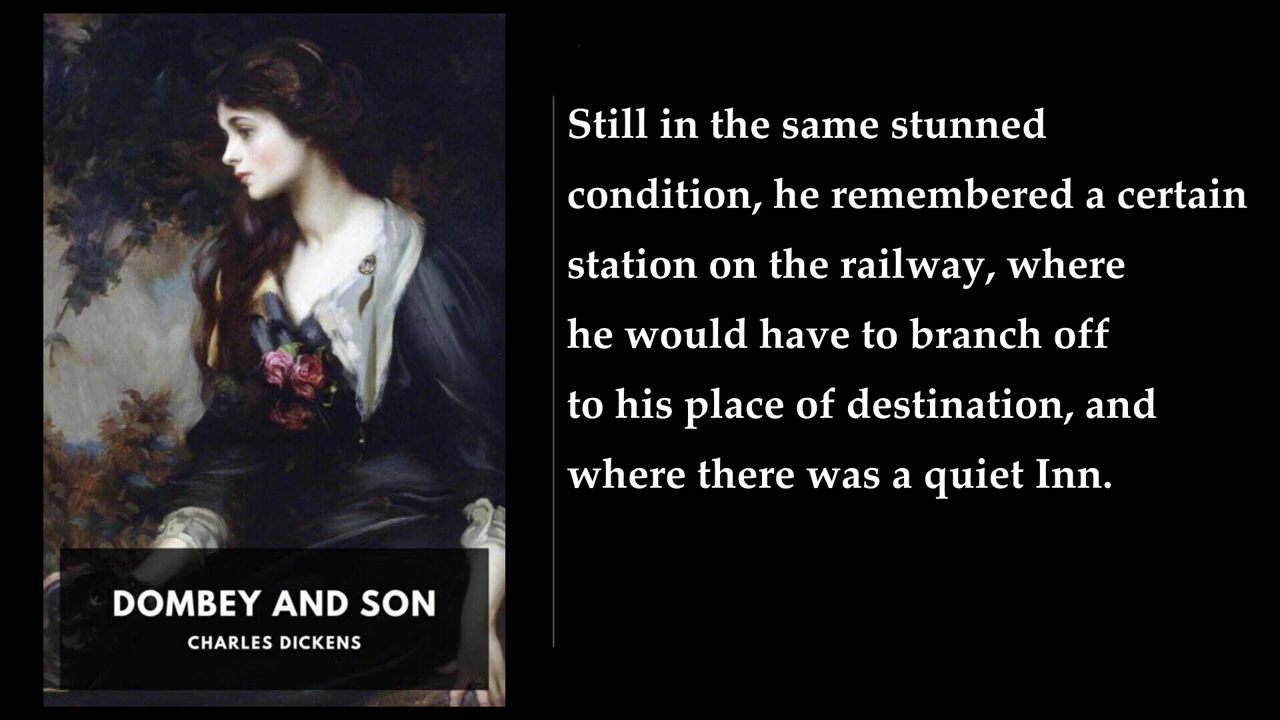 Still in the same stunned
condition, he remembered a certain
station on the railway, where
he would have to branch off
to his place of destination, and
where there was a quiet Inn.
DOMBEY AND SON
CHARLES DICKENS